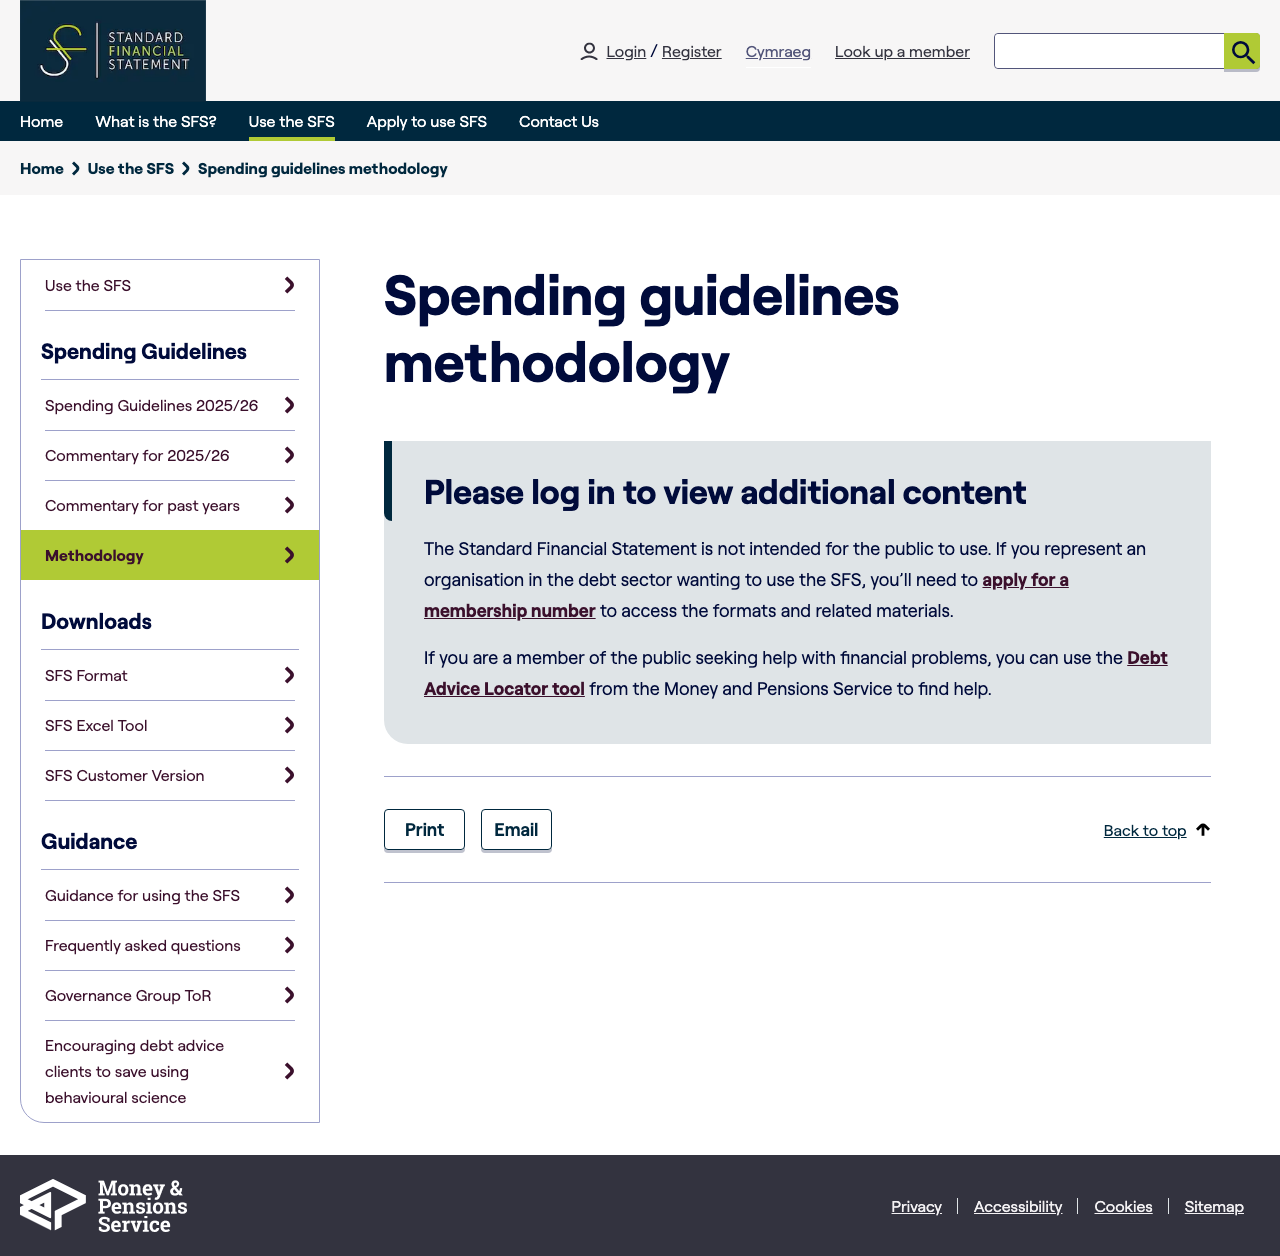 STANDARD
FINANCIAL
STATEMENT
Login / Register
Cymraeg
Look up a member
Home
What is the SFS?
Use the SFS
Apply to use SFS
Contact Us
Home
Use the SFS
Spending guidelines methodology
Use the SFS
Spending Guidelines
Spending Guidelines 2025/26
Commentary for 2025/26
Commentary for past years
Methodology
Downloads
SFS Format
SFS Excel Tool
SFS Customer Version
Guidance
Guidance for using the SFS
Frequently asked questions
Governance Group ToR
Encouraging debt advice
clients to save using
behavioural science
Spending guidelines
methodology
Please log in to view additional content
The Standard Financial Statement is not intended for the public to use. If you represent an
organisation in the debt sector wanting to use the SFS, you’ll need to apply for a
membership number to access the formats and related materials.
If you are a member of the public seeking help with financial problems, you can use the Debt
Advice Locator tool from the Money and Pensions Service to find help.
Print
Email
Back to top
Money &
Pensions
Service
Privacy
Accessibility
Cookies
Sitemap